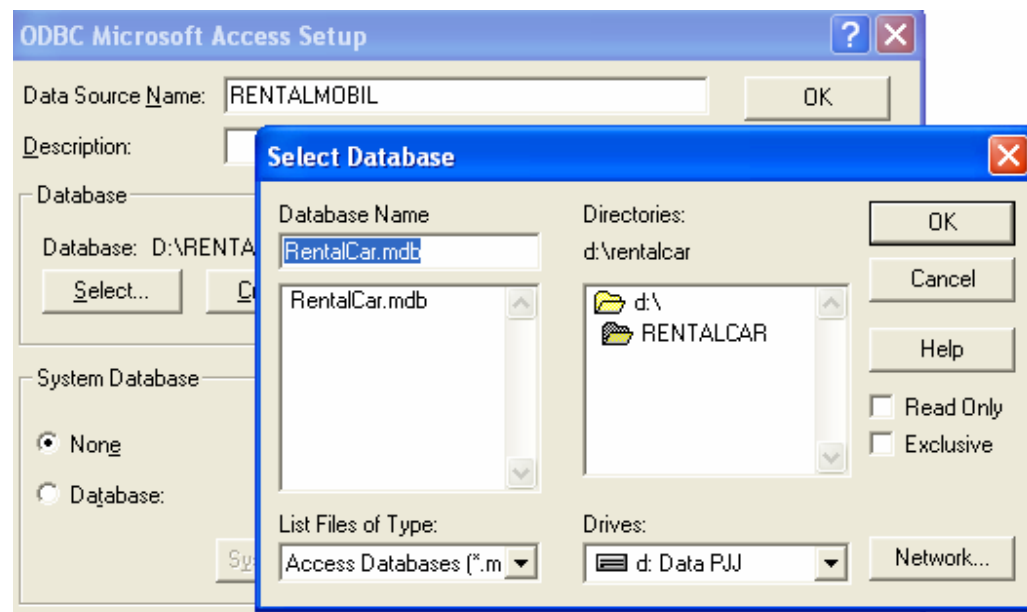 ODBC Microsoft Access Setup
Data Source Name: RENTALMOBIL
OK
Description:
Database
Database: D:\RENTA
Select...
Select Database
Database Name
RentalCar.mdb
RentalCar.mdb
List Files of Type:
Access Databases (*.m
Directories:
d:\rentalcar
d:\
RENTALCAR
Drives:
d: Data PJJ
OK
Cancel
Help
Read Only
Exclusive
Network...
System Database
None
Database: